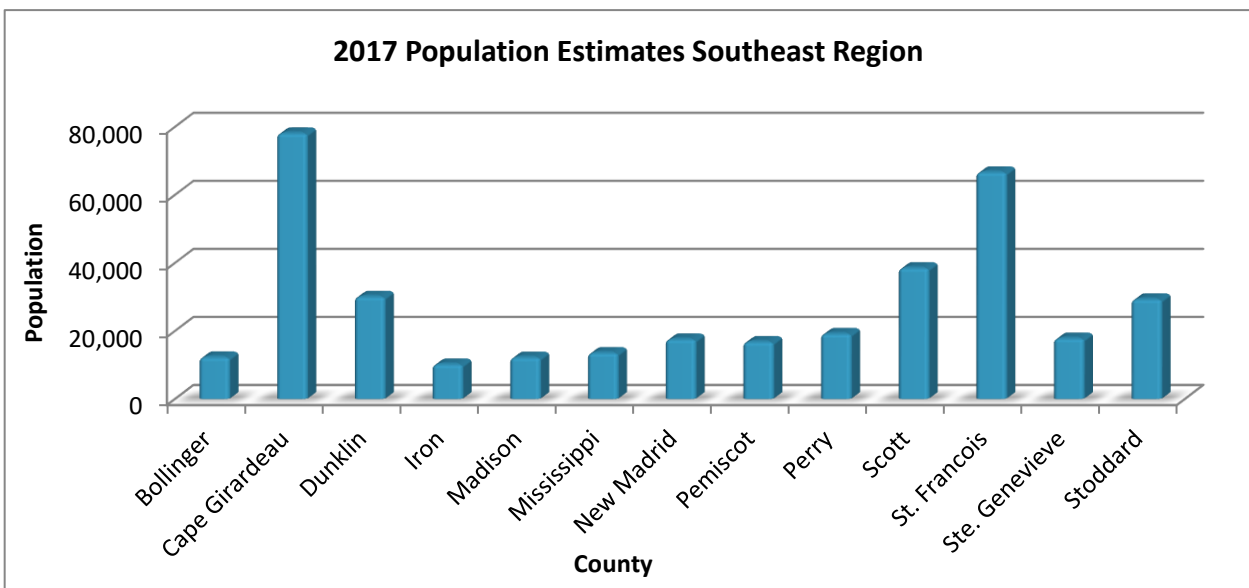 2017 Population Estimates Southeast Region
80,000
60,000
40,000
20,000
0
Population
Bollinger
Cape Girardeau
Dunklin
Iron
Madison
Mississippi
New Madrid
Pemiscot
Perry
Scott
St. Francois
Ste. Genevieve
Stoddard
County